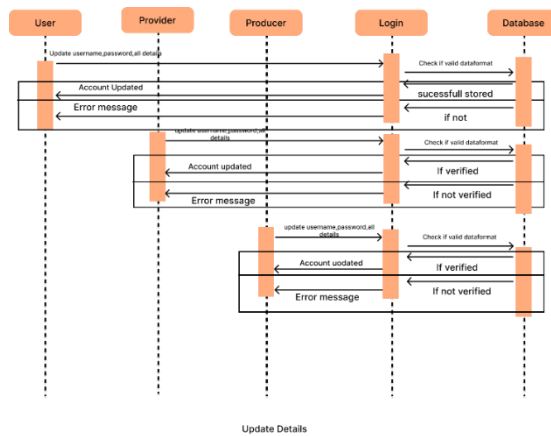 User
Provider
Producer
Login
Database
Update username,password,all details
Check if valid dataformat
Account Updated
sucessfull stored
Error message
if not
update username,password,all
details
Check if valid dataformat
Account updated
If verified
Error message
If not verified
update username,password,all
details
Check if valid dataformat
Account uodated
If verified
Error message
If not verified
Update Details